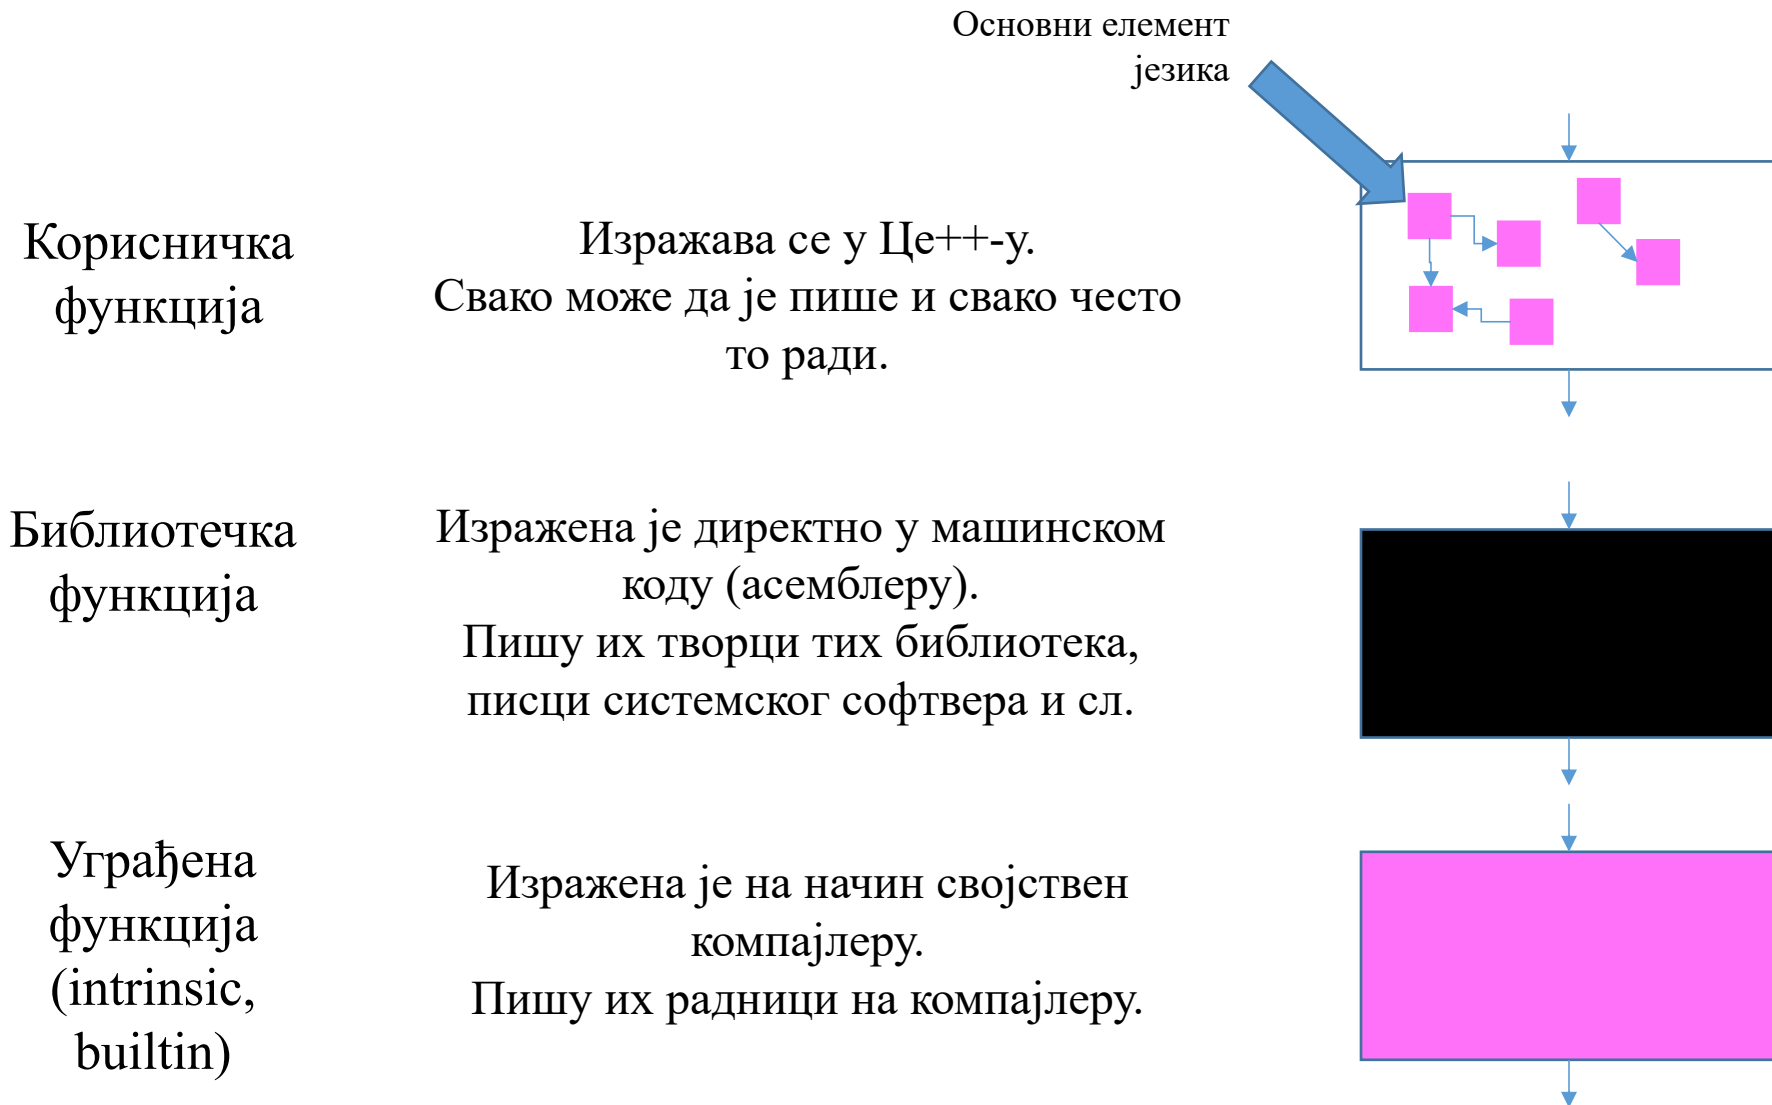 Основни елемент
језика
Корисничка
функција
Изражава се у Це++-у.
Свако може да је пише и свако често
то ради.
Библиотечка
функција
Изражена је директно у машинском
коду (асемблеру).
Пишу их творци тих библиотека,
писци системског софтвера и сл.
Уграђена
функција
(intrinsic,
builtin)
Изражена је на начин својствен
компајлеру.
Пишу их радници на компајлеру.